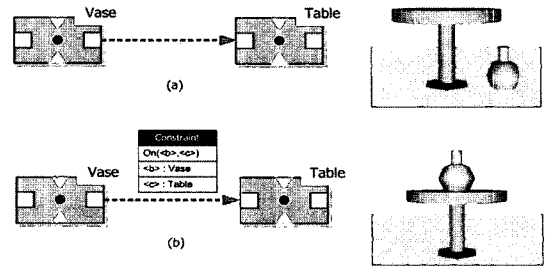 Vase
Table
(a)
Constraint
On(<b>,<c>)
Vase
<b> : Vase
Table
<c> : Table
(b)